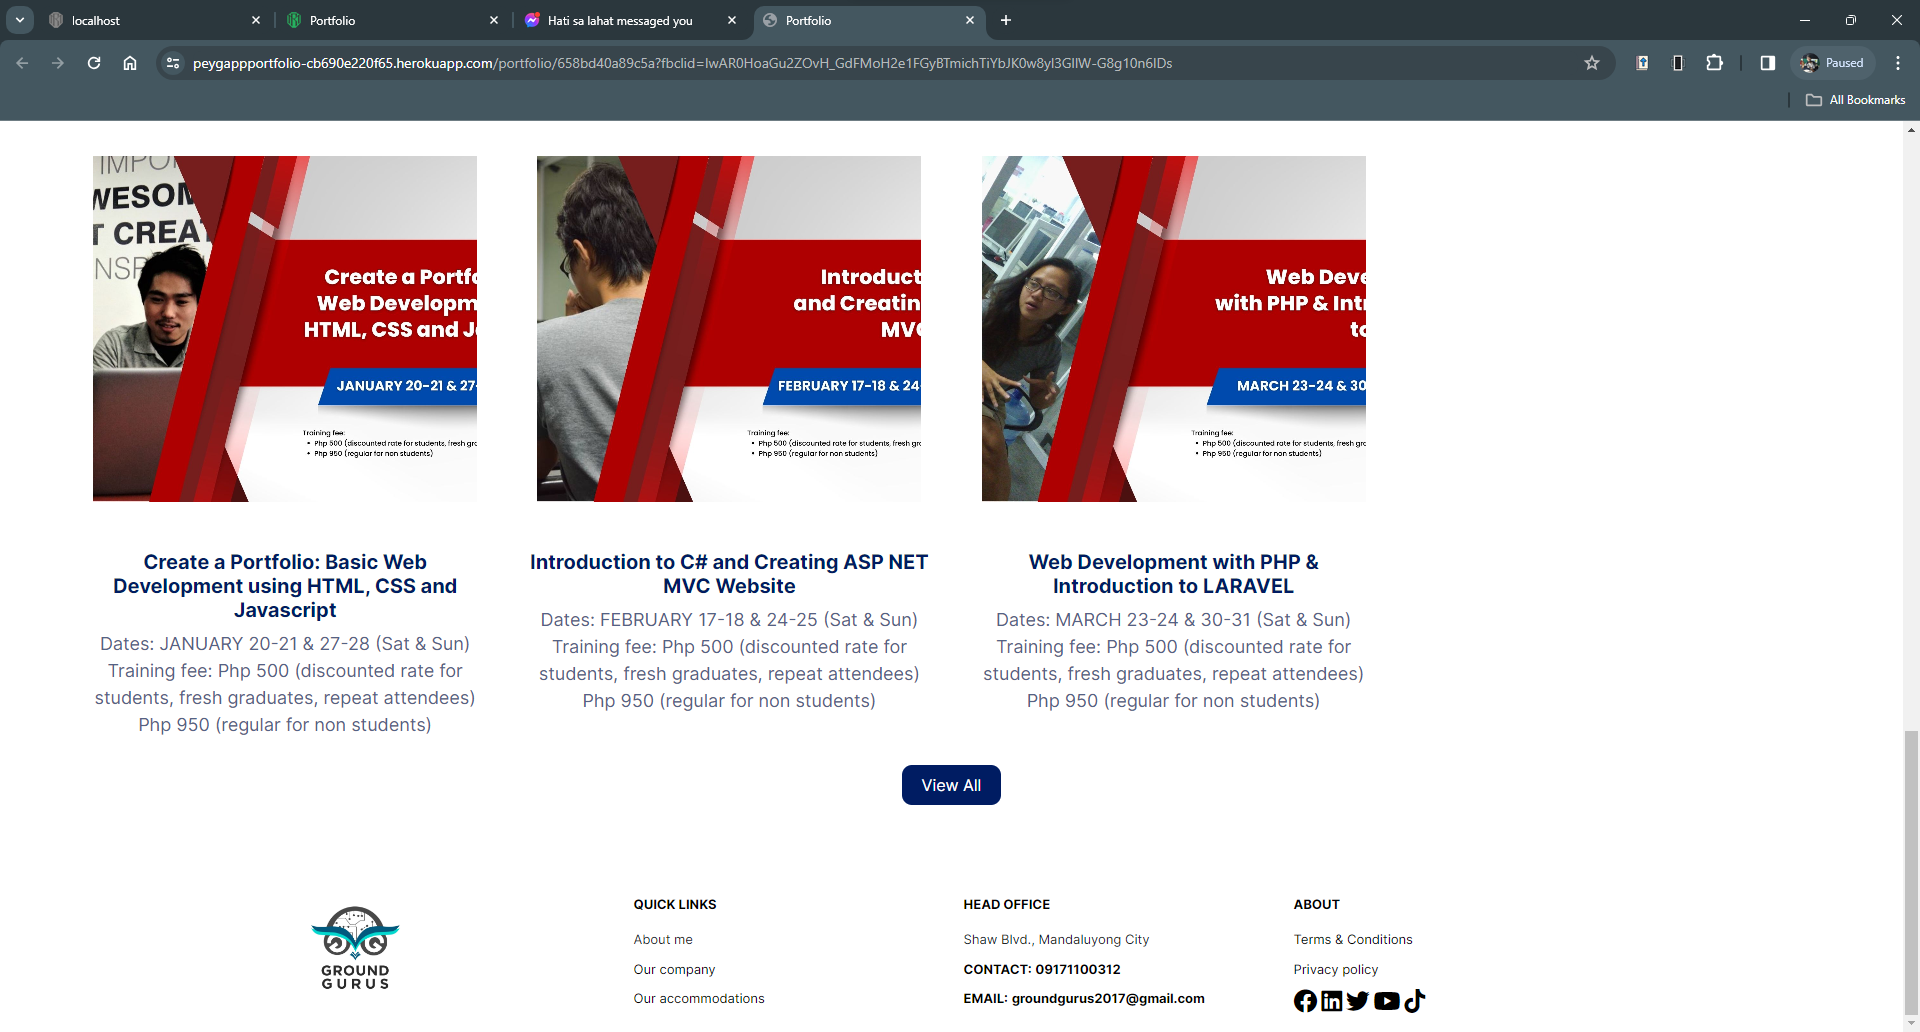 localhost
Portfolio
Hati sa lahat messaged you
Portfolio
peygappportfolio-cb690e220f65.herokuapp.com/portfolio/658bd40a89c5a?fbclid=IwAR0HoaGu2ZOvH_GdFMoH2e1FGyBTmichTiYbJK0w8yl3GllW-G8g10n6IDs
Paused
All Bookmarks
IMPO
WESOM
T CREAT
NSP
Create a Portfo
Web Developm
HTML, CSS and J
JANUARY 20-21 & 27-
Training fee:
• Php 500 (discounted rate for students, fresh gra
• Php 950 (regular for non students)
Introduct
and Creatin
MVC
FEBRUARY 17-18 & 24-
Training fee:
• Php 500 (discounted rate for students, fresh gra
• Php 950 (regular for non students)
Web Deve
with PHP & Intr
to
MARCH 23-24 & 30
Training fee:
• Php 500 (discounted rate for students, fresh gra
• Php 950 (regular for non students)
Create a Portfolio: Basic Web
Development using HTML, CSS and
Javascript
Dates: JANUARY 20-21 & 27-28 (Sat & Sun)
Training fee: Php 500 (discounted rate for
students, fresh graduates, repeat attendees)
Php 950 (regular for non students)
Introduction to C# and Creating ASP NET
MVC Website
Dates: FEBRUARY 17-18 & 24-25 (Sat & Sun)
Training fee: Php 500 (discounted rate for
students, fresh graduates, repeat attendees)
Php 950 (regular for non students)
Web Development with PHP &
Introduction to LARAVEL
Dates: MARCH 23-24 & 30-31 (Sat & Sun)
Training fee: Php 500 (discounted rate for
students, fresh graduates, repeat attendees)
Php 950 (regular for non students)
View All
GROUND
GURUS
QUICK LINKS
About me
Our company
Our accommodations
HEAD OFFICE
Shaw Blvd., Mandaluyong City
CONTACT: 09171100312
EMAIL: groundgurus2017@gmail.com
ABOUT
Terms & Conditions
Privacy policy